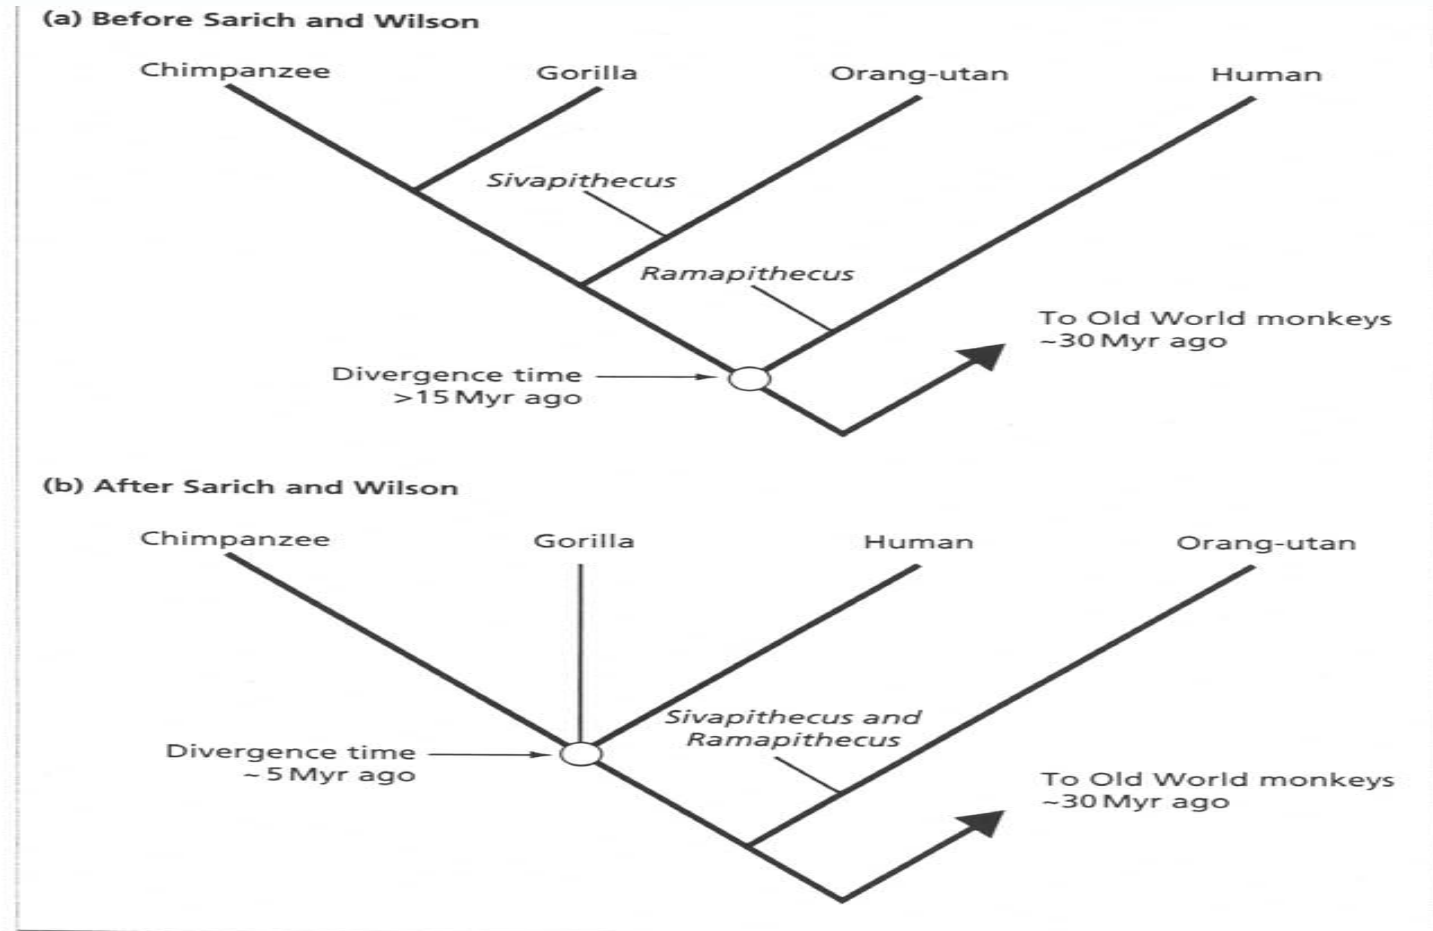 (a) Before Sarich and Wilson
Chimpanzee
Gorilla
Orang-utan
Human
Sivapithecus
Ramapithecus
To Old World monkeys
~30 Myr ago
Divergence time
>15 Myr ago
(b) After Sarich and Wilson
Chimpanzee
Gorilla
Human
Orang-utan
Sivapithecus and
Ramapithecus
Divergence time
~ 5 Myr ago
To Old World monkeys
~30 Myr ago